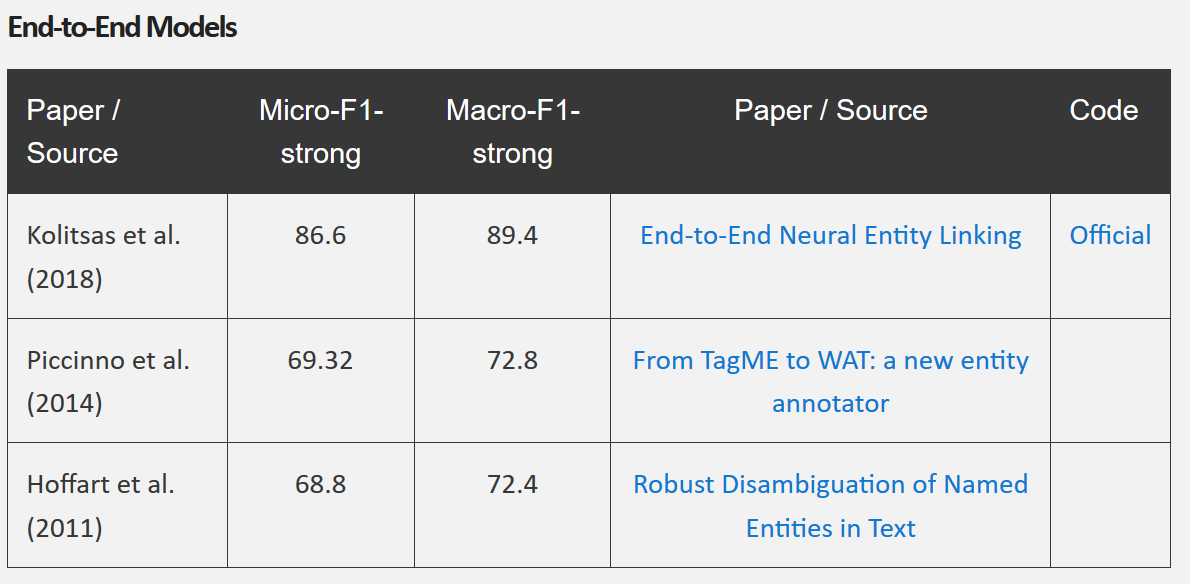 End-to-End Models
Paper / Source Micro-F1-strong Macro-F1-strong Paper / Source Code
Kolitsas et al. (2018) 86.6 89.4 End-to-End Neural Entity Linking Official
Piccinno et al. (2014) 69.32 72.8 From TagME to WAT: a new entity annotator
Hoffart et al. (2011) 68.8 72.4 Robust Disambiguation of Named Entities in Text